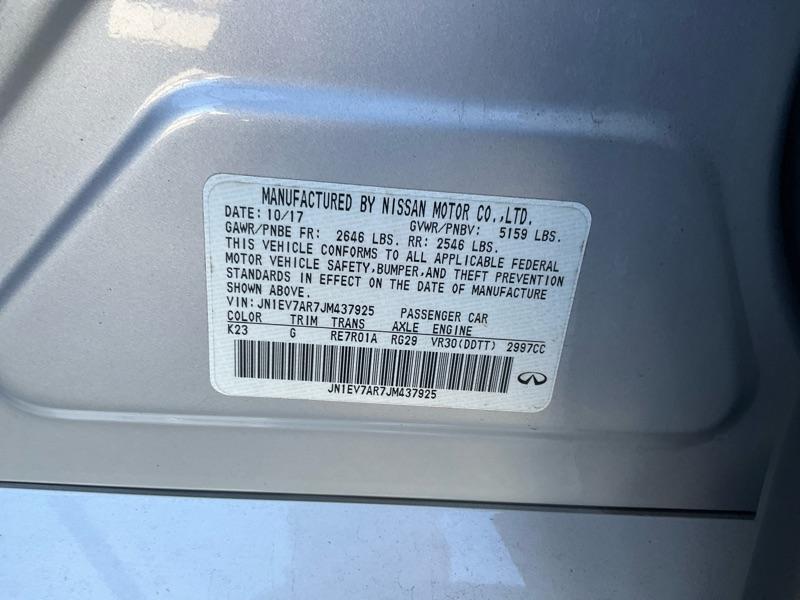 MANUFACTURED BY NISSAN MOTOR CO.,LTD.
DATE: 10/17 GVWR/PNBV: 5159 LBS.
GAWR/PNBE FR: 2646 LBS. RR: 2546 LBS.
THIS VEHICLE CONFORMS TO ALL APPLICABLE FEDERAL
MOTOR VEHICLE SAFETY,BUMPER,AND THEFT PREVENTION
STANDARDS IN EFFECT ON THE DATE OF MANUFACTURE
SHOWN ABOVE.
VIN: JN1EV7AR7JM437925 PASSENGER CAR
COLOR TRIM TRANS AXLE ENGINE
K23 G RE7R01A RG29 VR30(DDTT) 2997CC
JN1EV7AR7JM437925